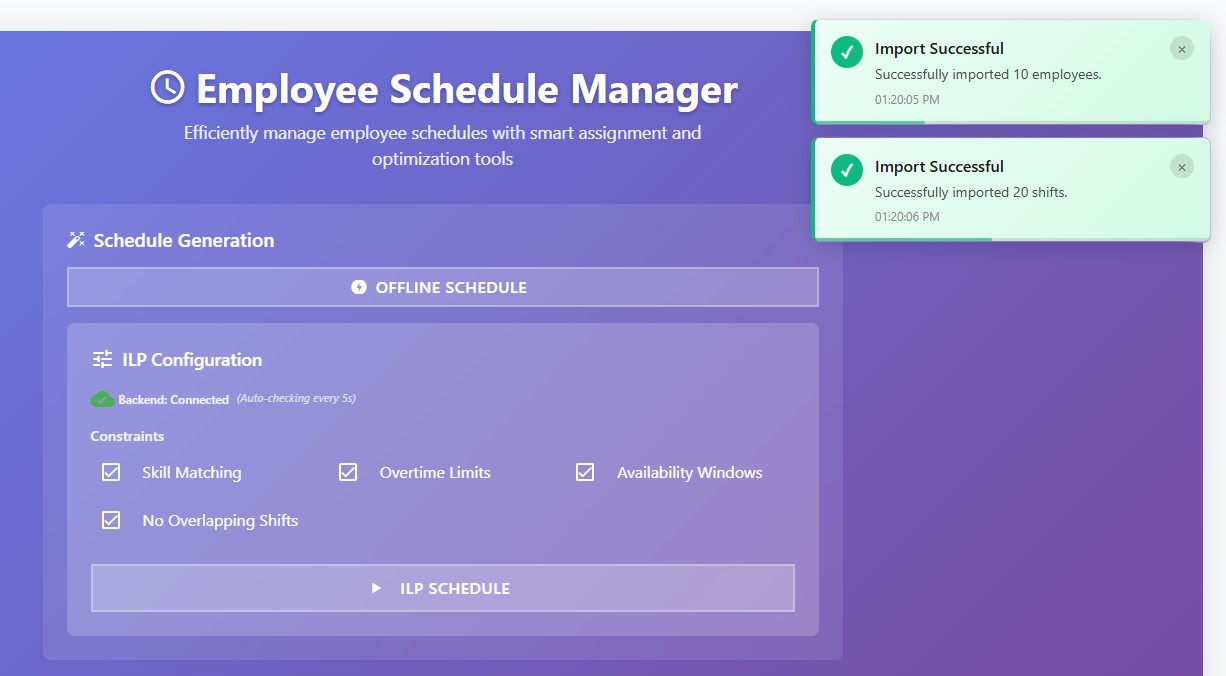 Employee Schedule Manager
Efficiently manage employee schedules with smart assignment and
optimization tools
Import Successful
Successfully imported 10 employees.
01:20:05 PM
Import Successful
Successfully imported 20 shifts.
01:20:06 PM
Schedule Generation
OFFLINE SCHEDULE
ILP Configuration
Backend: Connected (Auto-checking every 5s)
Constraints
Skill Matching Overtime Limits Availability Windows
No Overlapping Shifts
ILP SCHEDULE